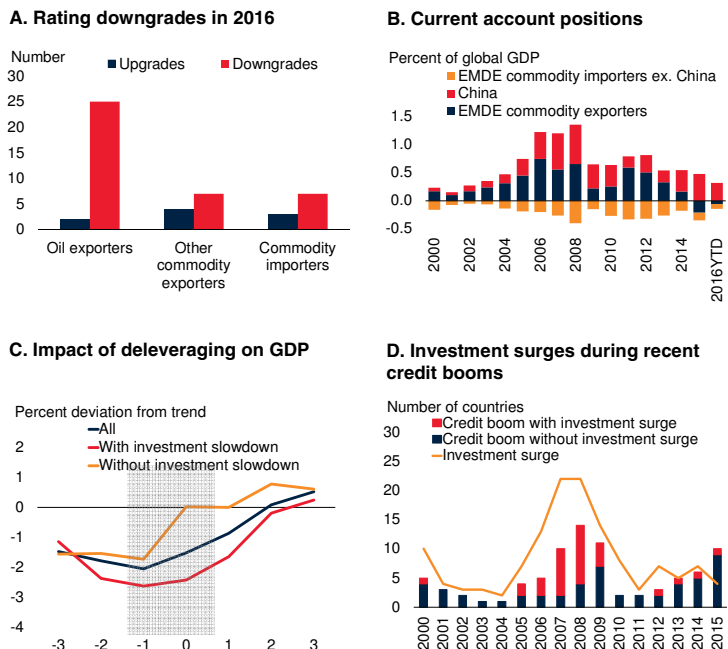 A. Rating downgrades in 2016
Number
Upgrades
Downgrades
30
25
20
15
10
5
0
Oil exporters
Other
commodity
exporters
Commodity
importers
B. Current account positions
Percent of global GDP
EMDE commodity importers ex. China
China
EMDE commodity exporters
1.5
1.0
0.5
0.0
-0.5
2000
2002
2004
2006
2008
2010
2012
2014
2016YTD
C. Impact of deleveraging on GDP
Percent deviation from trend
All
With investment slowdown
Without investment slowdown
2
1
0
-1
-2
-3
-4
-3
-2
-1
0
1
2
3
D. Investment surges during recent
credit booms
Number of countries
Credit boom with investment surge
Credit boom without investment surge
Investment surge
30
25
20
15
10
5
0
2000
2001
2002
2003
2004
2005
2006
2007
2008
2009
2010
2011
2012
2013
2014
2015